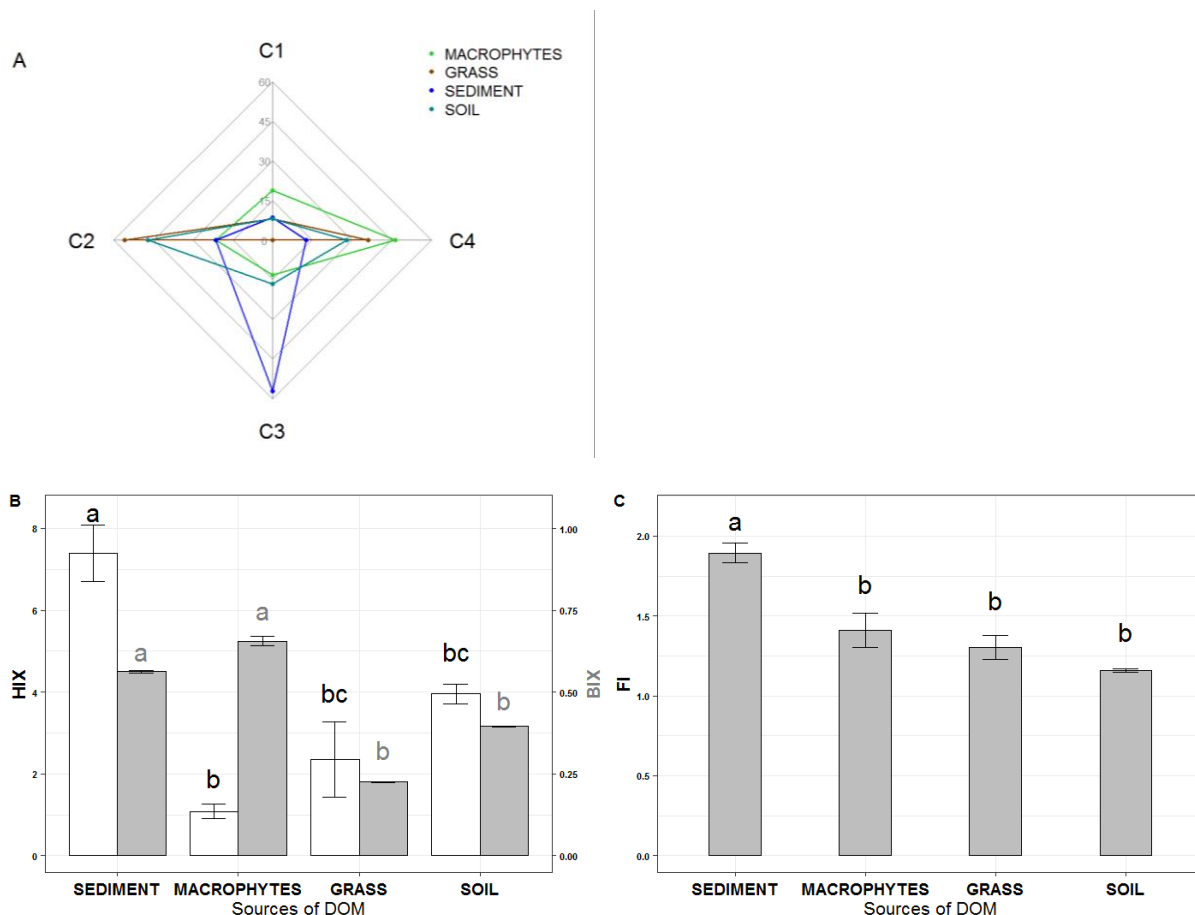 A
C1
MACROPHYTES
GRASS
SEDIMENT
SOIL
60
45
30
15
0
C2
C4
C3
B
a
a
a
b
bc
b
bc
b
8
6
4
2
0
HIX
1.00
0.75
0.50
0.25
0.00
BIX
SEDIMENT MACROPHYTES GRASS SOIL
Sources of DOM
C
a
b
b
b
2.0
1.5
1.0
0.5
0.0
FI
SEDIMENT MACROPHYTES GRASS SOIL
Sources of DOM